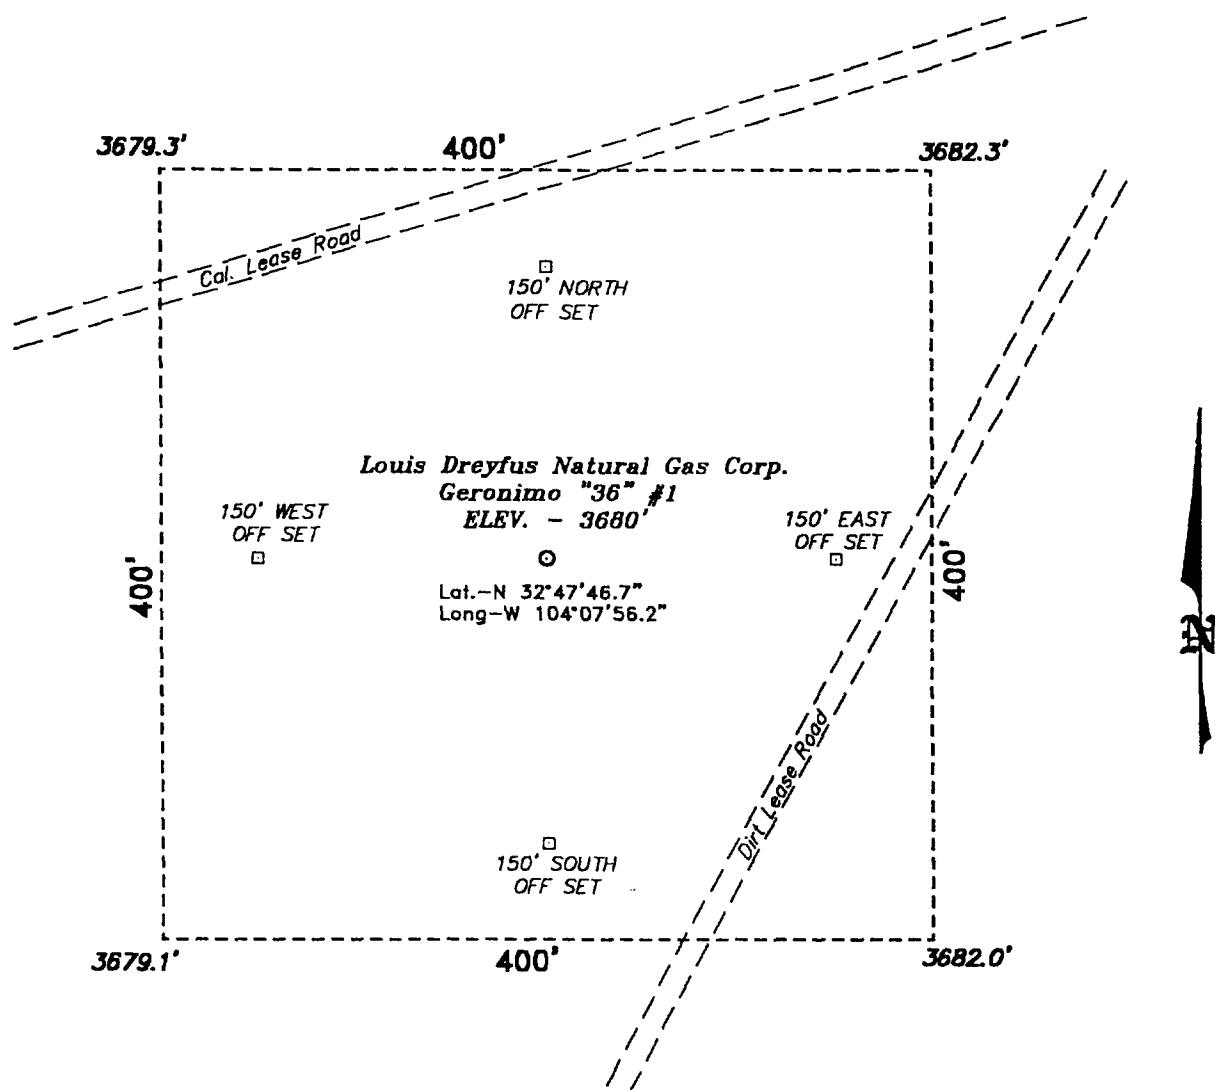 3679.3' 400' 3682.3'
Cal. Lease Road
150' NORTH
OFF SET
Louis Dreyfus Natural Gas Corp.
Geronimo "36" #1
ELEV. - 3680'
150' WEST
OFF SET
150' EAST
OFF SET
400'
400'
Lat.-N 32°47'46.7"
Long-W 104°07'56.2"
N
Dirt Lease Road
150' SOUTH
OFF SET
3679.1' 400' 3682.0'